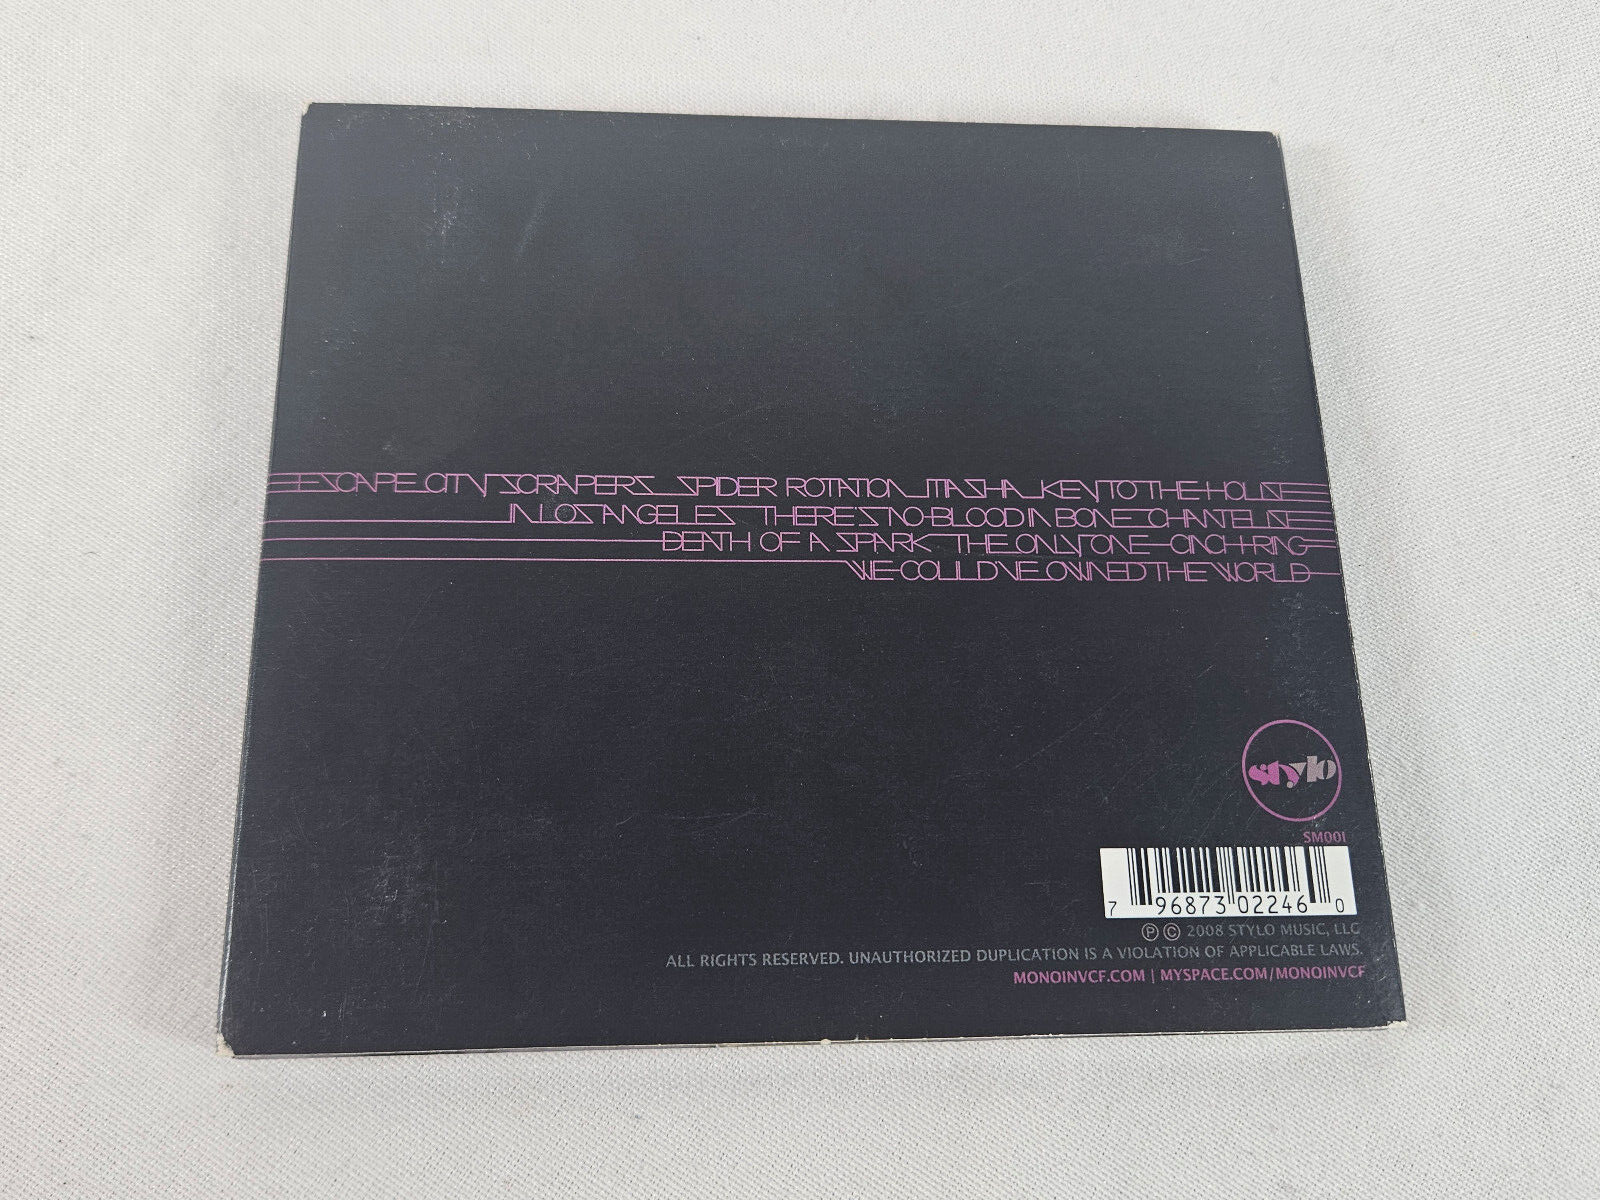 ESCAPE CITY SCRAPERS SPIDER ROTATION MASHA KEY TO THE HOUSE
IN LOS ANGELES THERE'S NO BLOOD IN BONE CHANTELISE
DEATH OF A SPARK THE ONLY ONE CINCH RING
WE COULD'VE OWNED THE WORLD
stylo
SM001
7 96873 02246 0
℗ © 2008 STYLO MUSIC, LLC
ALL RIGHTS RESERVED. UNAUTHORIZED DUPLICATION IS A VIOLATION OF APPLICABLE LAWS.
MONOINVCF.COM | MYSPACE.COM/MONOINVCF